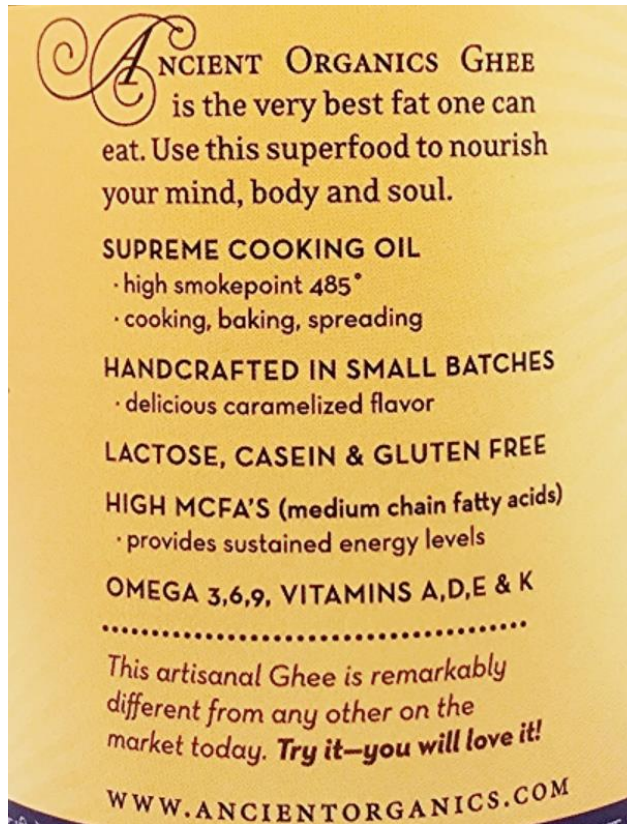 Ancient Organics Ghee
is the very best fat one can
eat. Use this superfood to nourish
your mind, body and soul.
SUPREME COOKING OIL
· high smokepoint 485°
· cooking, baking, spreading
HANDCRAFTED IN SMALL BATCHES
· delicious caramelized flavor
LACTOSE, CASEIN & GLUTEN FREE
HIGH MCFA'S (medium chain fatty acids)
· provides sustained energy levels
OMEGA 3,6,9, VITAMINS A,D,E & K
This artisanal Ghee is remarkably
different from any other on the
market today. Try it—you will love it!
WWW.ANCIENTORGANICS.COM